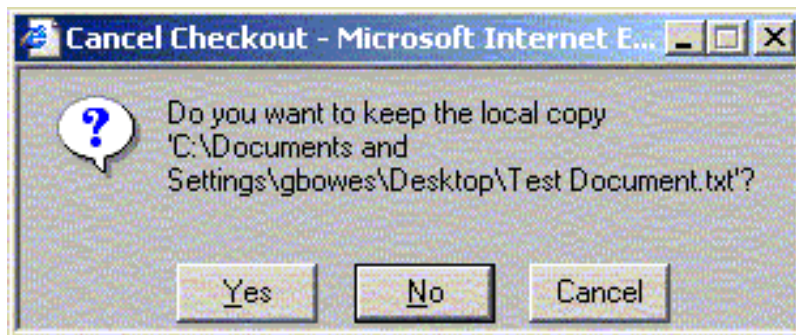 Cancel Checkout - Microsoft Internet E...
?
Do you want to keep the local copy
'C:\Documents and
Settings\gbowes\Desktop\Test Document.txt'?
Yes No Cancel